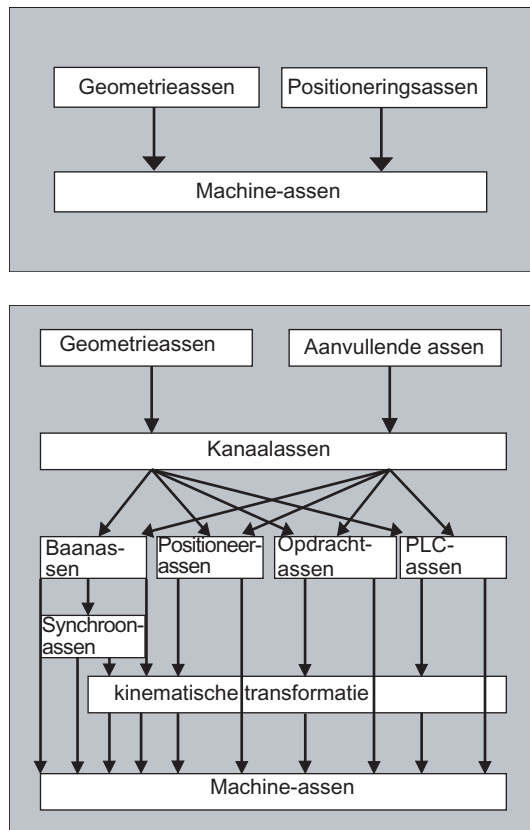 Geometrieassen
Positioneringsassen
Machine-assen
Geometrieassen
Aanvullende assen
Kanaalassen
Baanas-
sen
Positioneer-
assen
Opdracht-
assen
PLC-
assen
Synchroon-
assen
kinematische transformatie
Machine-assen